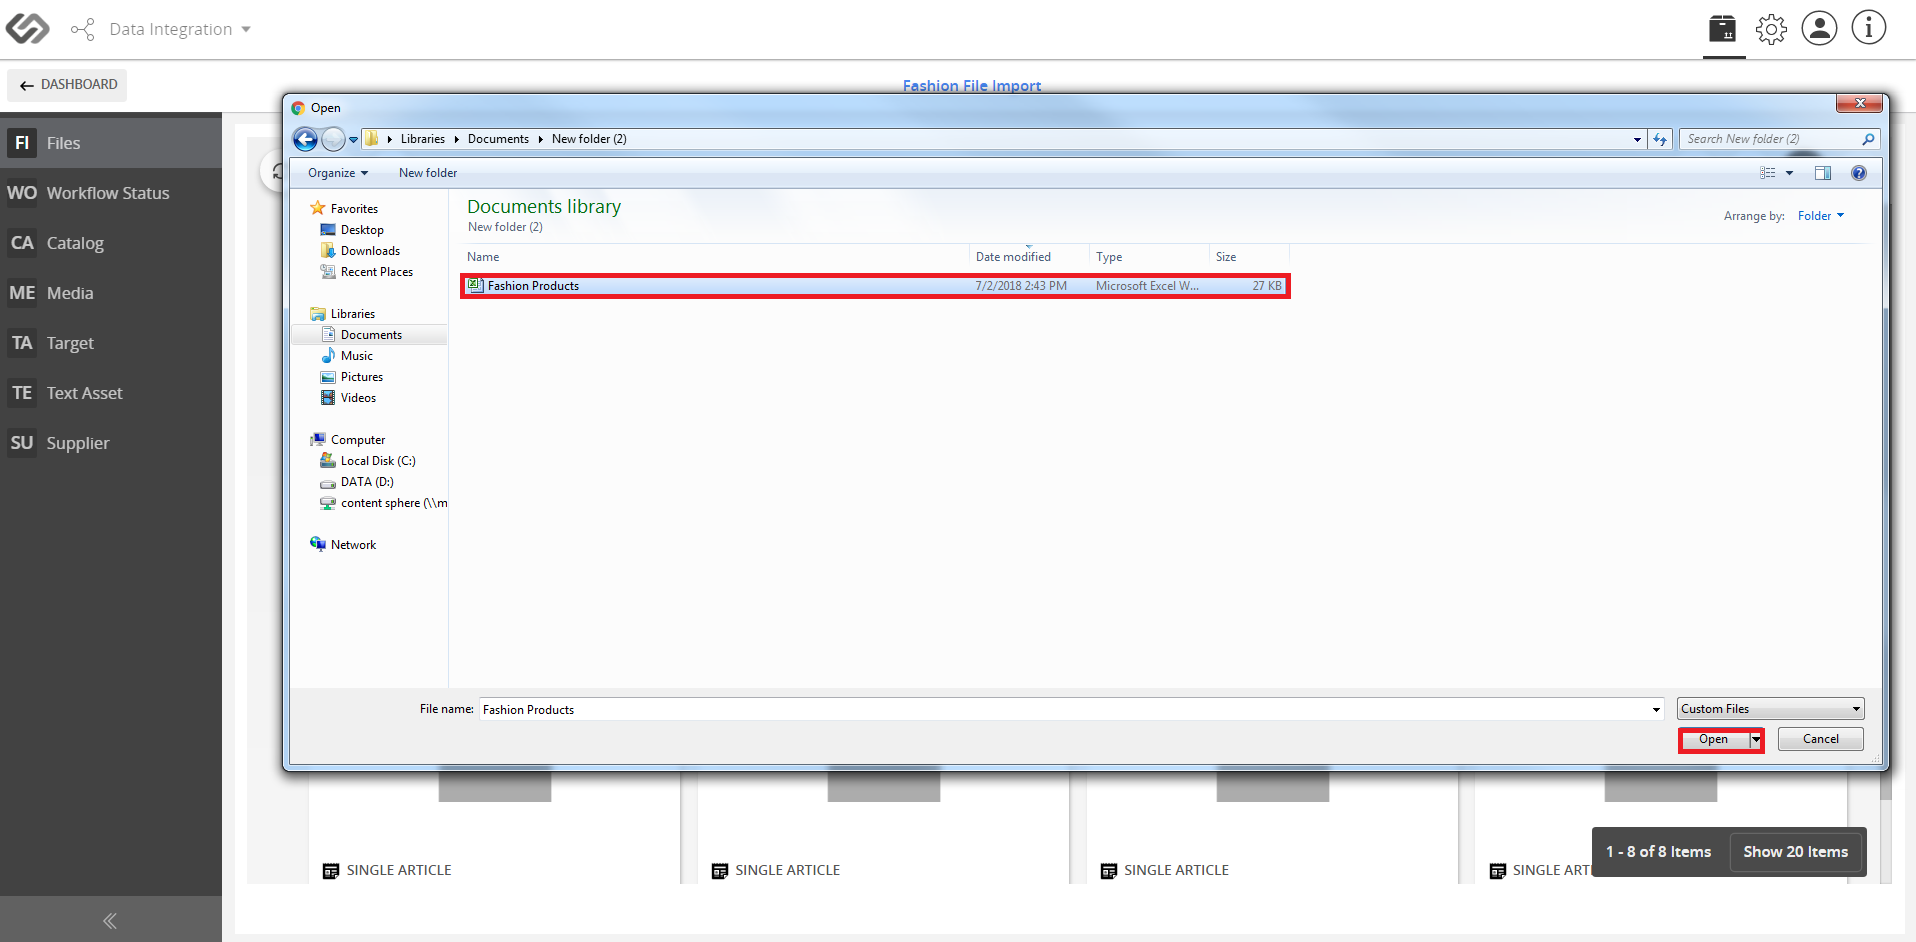 Data Integration
DASHBOARD
Fashion File Import
FI Files
WO Workflow Status
CA Catalog
ME Media
TA Target
TE Text Asset
SU Supplier
Open
Libraries Documents New folder (2)
Search New folder (2)
Organize New folder
Favorites
Desktop
Downloads
Recent Places
Libraries
Documents
Music
Pictures
Videos
Computer
Local Disk (C:)
DATA (D:)
content sphere (\\m
Network
Documents library
New folder (2)
Arrange by: Folder
Name Date modified Type Size
Fashion Products 7/2/2018 2:43 PM Microsoft Excel W... 27 KB
File name: Fashion Products
Custom Files
Open Cancel
SINGLE ARTICLE SINGLE ARTICLE SINGLE ARTICLE SINGLE ART
1 - 8 of 8 Items Show 20 Items